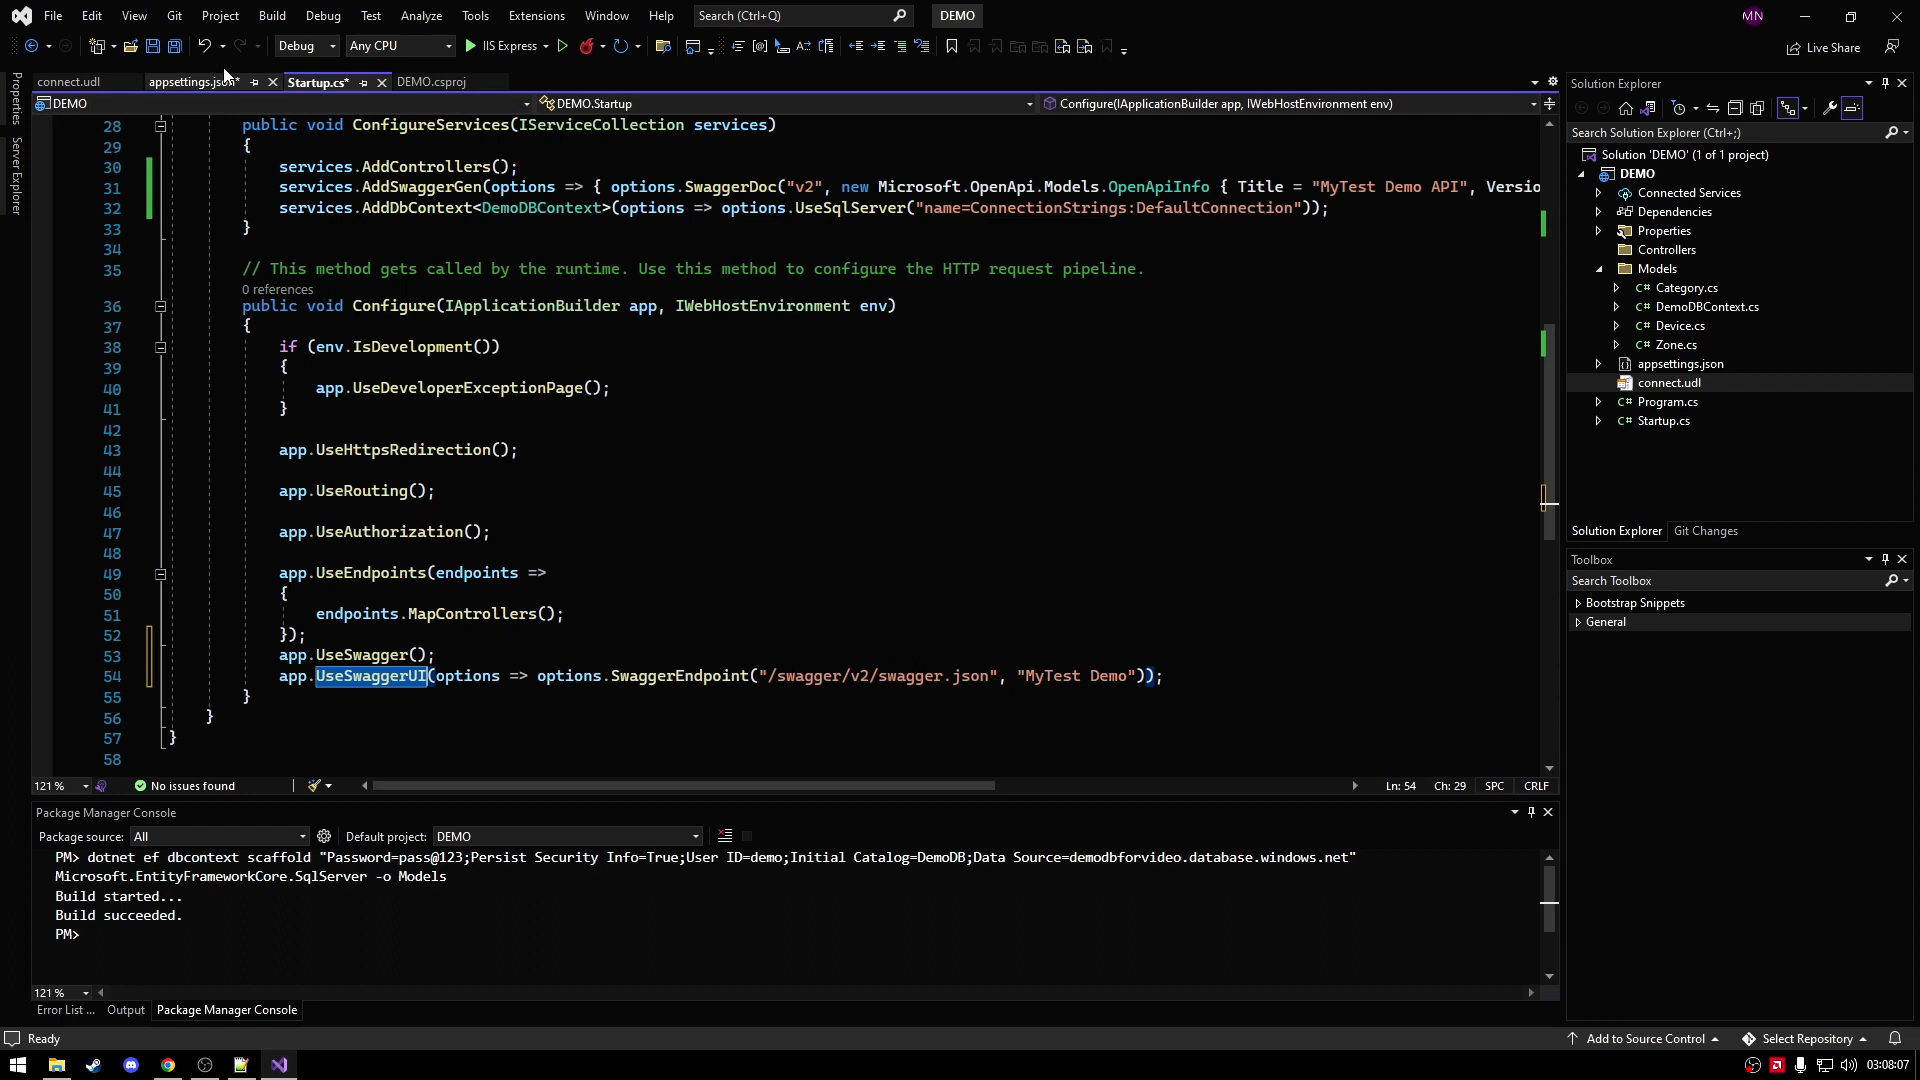 File Edit View Git Project Build Debug Test Analyze Tools Extensions Window Help Search (Ctrl+Q) DEMO MN
Debug Any CPU IIS Express Live Share
connect.udl appsettings.json* Startup.cs* DEMO.csproj
DEMO DEMO.Startup Configure(IApplicationBuilder app, IWebHostEnvironment env)
Properties
Server Explorer
28 public void ConfigureServices(IServiceCollection services)
29 {
30 services.AddControllers();
31 services.AddSwaggerGen(options => { options.SwaggerDoc("v2", new Microsoft.OpenApi.Models.OpenApiInfo { Title = "MyTest Demo API", Versio
32 services.AddDbContext<DemoDBContext>(options => options.UseSqlServer("name=ConnectionStrings:DefaultConnection"));
33 }
34
35 // This method gets called by the runtime. Use this method to configure the HTTP request pipeline.
0 references
36 public void Configure(IApplicationBuilder app, IWebHostEnvironment env)
37 {
38 if (env.IsDevelopment())
39 {
40 app.UseDeveloperExceptionPage();
41 }
42
43 app.UseHttpsRedirection();
44
45 app.UseRouting();
46
47 app.UseAuthorization();
48
49 app.UseEndpoints(endpoints =>
50 {
51 endpoints.MapControllers();
52 });
53 app.UseSwagger();
54 app.UseSwaggerUI(options => options.SwaggerEndpoint("/swagger/v2/swagger.json", "MyTest Demo"));
55 }
56 }
57 }
58
121 % No issues found Ln: 54 Ch: 29 SPC CRLF
Package Manager Console
Package source: All Default project: DEMO
PM> dotnet ef dbcontext scaffold "Password=pass@123;Persist Security Info=True;User ID=demo;Initial Catalog=DemoDB;Data Source=demodbforvideo.database.windows.net"
Microsoft.EntityFrameworkCore.SqlServer -o Models
Build started...
Build succeeded.
PM>
121 %
Error List ... Output Package Manager Console
Solution Explorer
Search Solution Explorer (Ctrl+;)
Solution 'DEMO' (1 of 1 project)
DEMO
Connected Services
Dependencies
Properties
Controllers
Models
C# Category.cs
C# DemoDBContext.cs
C# Device.cs
C# Zone.cs
appsettings.json
connect.udl
C# Program.cs
C# Startup.cs
Solution Explorer Git Changes
Toolbox
Search Toolbox
Bootstrap Snippets
General
Ready Add to Source Control Select Repository
03:08:07